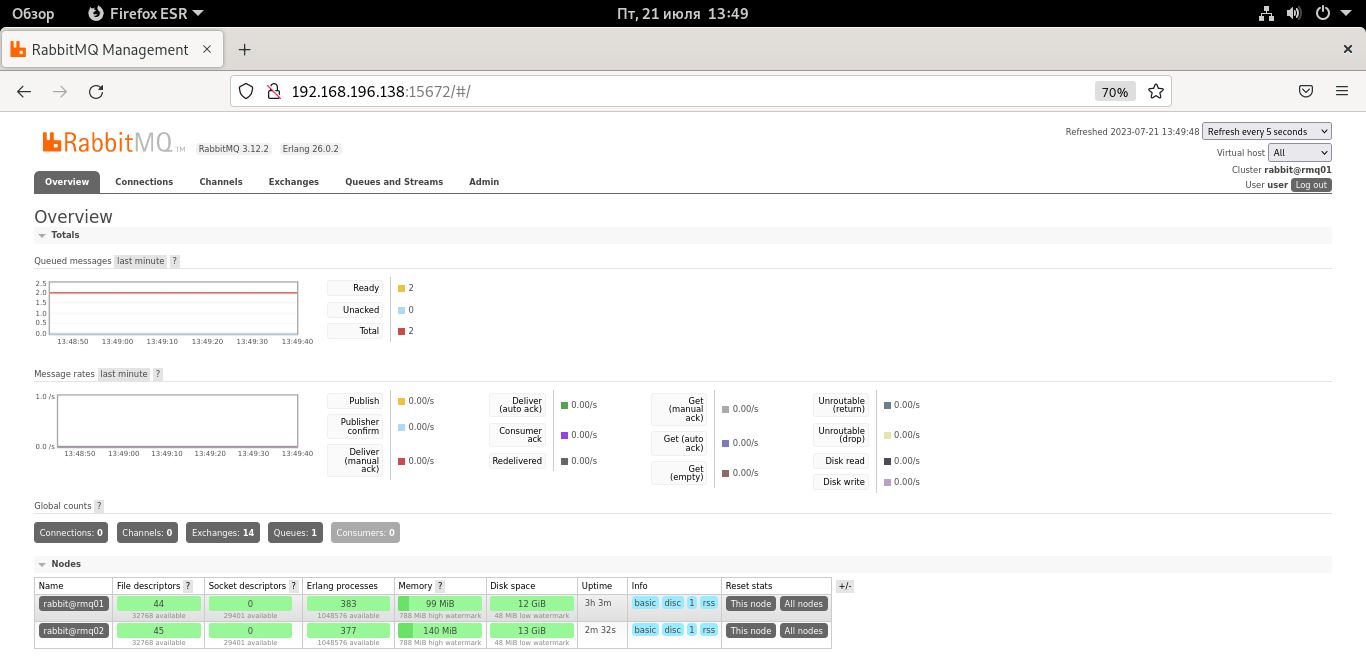 Обзор Firefox ESR Пт, 21 июля 13:49
RabbitMQ Management
192.168.196.138:15672/#/ 70%
RabbitMQ TM RabbitMQ 3.12.2 Erlang 26.0.2
Refreshed 2023-07-21 13:49:48 Refresh every 5 seconds
Virtual host All
Cluster rabbit@rmq01
User user Log out
Overview Connections Channels Exchanges Queues and Streams Admin
Overview
Totals
Queued messages last minute ?
2.5
2.0
1.5
1.0
0.5
0.0
13:48:50 13:49:00 13:49:10 13:49:20 13:49:30 13:49:40
Ready 2
Unacked 0
Total 2
Message rates last minute ?
1.0 /s
0.0 /s
13:48:50 13:49:00 13:49:10 13:49:20 13:49:30 13:49:40
Publish 0.00/s
Publisher
confirm 0.00/s
Deliver
(manual
ack) 0.00/s
Deliver
(auto ack) 0.00/s
Consumer
ack 0.00/s
Redelivered 0.00/s
Get
(manual
ack) 0.00/s
Get (auto
ack) 0.00/s
Get
(empty) 0.00/s
Unroutable
(return) 0.00/s
Unroutable
(drop) 0.00/s
Disk read 0.00/s
Disk write 0.00/s
Global counts ?
Connections: 0 Channels: 0 Exchanges: 14 Queues: 1 Consumers: 0
Nodes
Name File descriptors ? Socket descriptors ? Erlang processes Memory ? Disk space Uptime Info Reset stats +/-
rabbit@rmq01 44 0 383 99 MiB 12 GiB 3h 3m basic disc 1 rss This node All nodes
32768 available 29401 available 1048576 available 788 MiB high watermark 48 MiB low watermark
rabbit@rmq02 45 0 377 140 MiB 13 GiB 2m 32s basic disc 1 rss This node All nodes
32768 available 29401 available 1048576 available 788 MiB high watermark 48 MiB low watermark